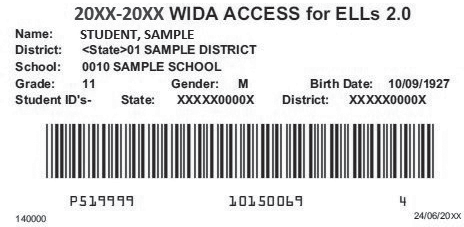 20XX-20XX WIDA ACCESS for ELLs 2.0
Name: STUDENT, SAMPLE
District: <State>01 SAMPLE DISTRICT
School: 0010 SAMPLE SCHOOL
Grade: 11 Gender: M Birth Date: 10/09/1927
Student ID's- State: XXXXX0000X District: XXXXX0000X
P519999 10150069 4
140000 24/06/20XX